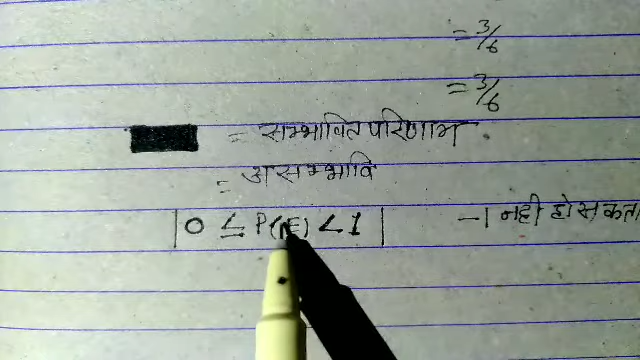 = 3/6
= 3/6
= सम्भावित परिणाम
= असम्भावि
|0 ≤ P(E) < 1| -1 नही हो सकता